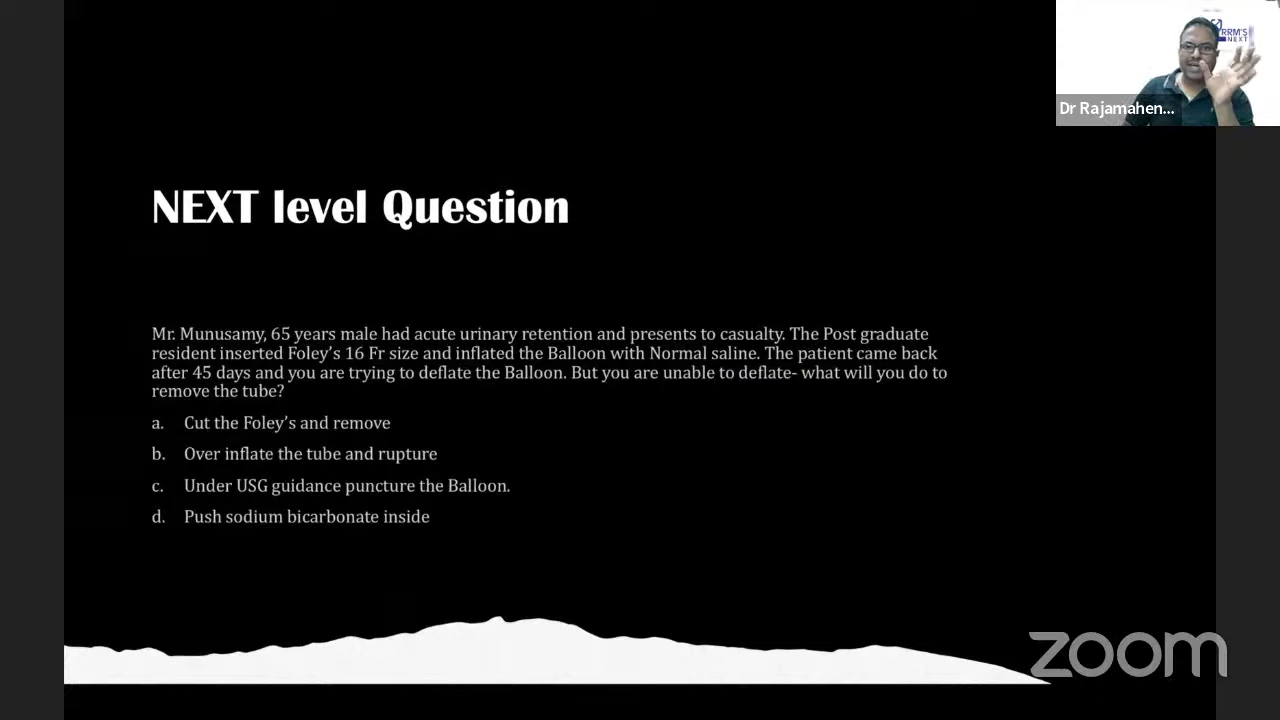 RRM'S
NEXT
Dr Rajamahen...
NEXT level Question
Mr. Munusamy, 65 years male had acute urinary retention and presents to casualty. The Post graduate
resident inserted Foley's 16 Fr size and inflated the Balloon with Normal saline. The patient came back
after 45 days and you are trying to deflate the Balloon. But you are unable to deflate- what will you do to
remove the tube?
a. Cut the Foley's and remove
b. Over inflate the tube and rupture
c. Under USG guidance puncture the Balloon.
d. Push sodium bicarbonate inside
zoom